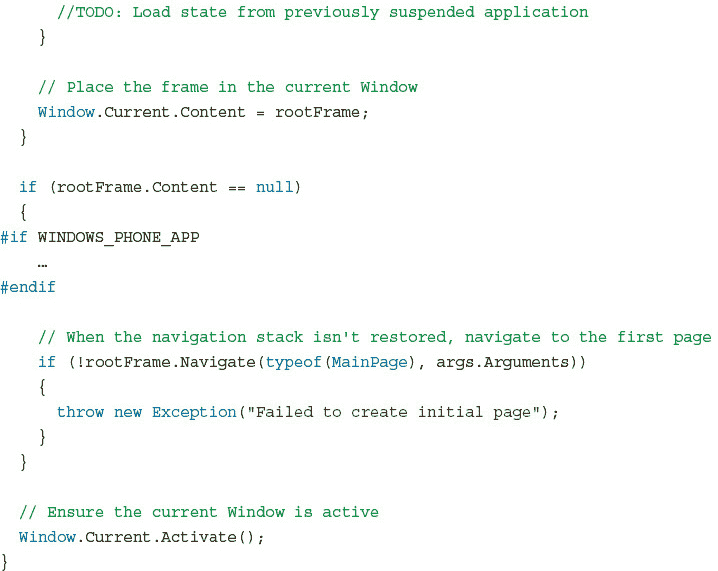 //TODO: Load state from previously suspended application
}
// Place the frame in the current Window
Window.Current.Content = rootFrame;
}
if (rootFrame.Content == null)
{
#if WINDOWS_PHONE_APP
…
#endif
// When the navigation stack isn't restored, navigate to the first page
if (!rootFrame.Navigate(typeof(MainPage), args.Arguments))
{
throw new Exception("Failed to create initial page");
}
}
// Ensure the current Window is active
Window.Current.Activate();
}